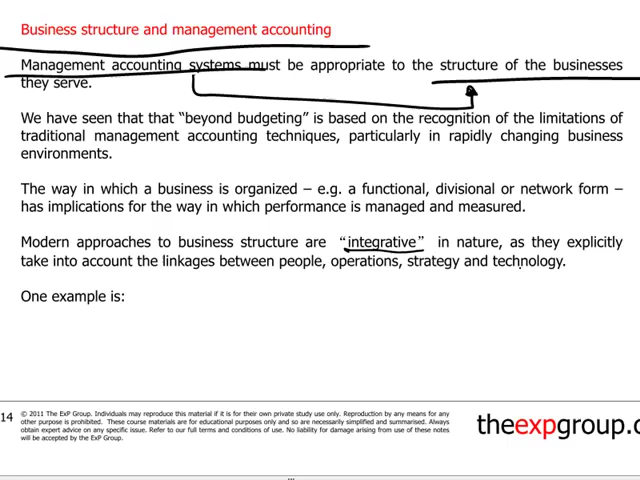 Business structure and management accounting
Management accounting systems must be appropriate to the structure of the businesses
they serve.
We have seen that that “beyond budgeting” is based on the recognition of the limitations of
traditional management accounting techniques, particularly in rapidly changing business
environments.
The way in which a business is organized – e.g. a functional, divisional or network form –
has implications for the way in which performance is managed and measured.
Modern approaches to business structure are “integrative” in nature, as they explicitly
take into account the linkages between people, operations, strategy and technology.
One example is:
14
© 2011 The ExP Group. Individuals may reproduce this material if it is for their own private study use only. Reproduction by any means for any
other purpose is prohibited. These course materials are for educational purposes only and so are necessarily simplified and summarised. Always
obtain expert advice on any specific issue. Refer to our full terms and conditions of use. No liability for damage arising from use of these notes
will be accepted by the ExP Group.
theexpgroup.c